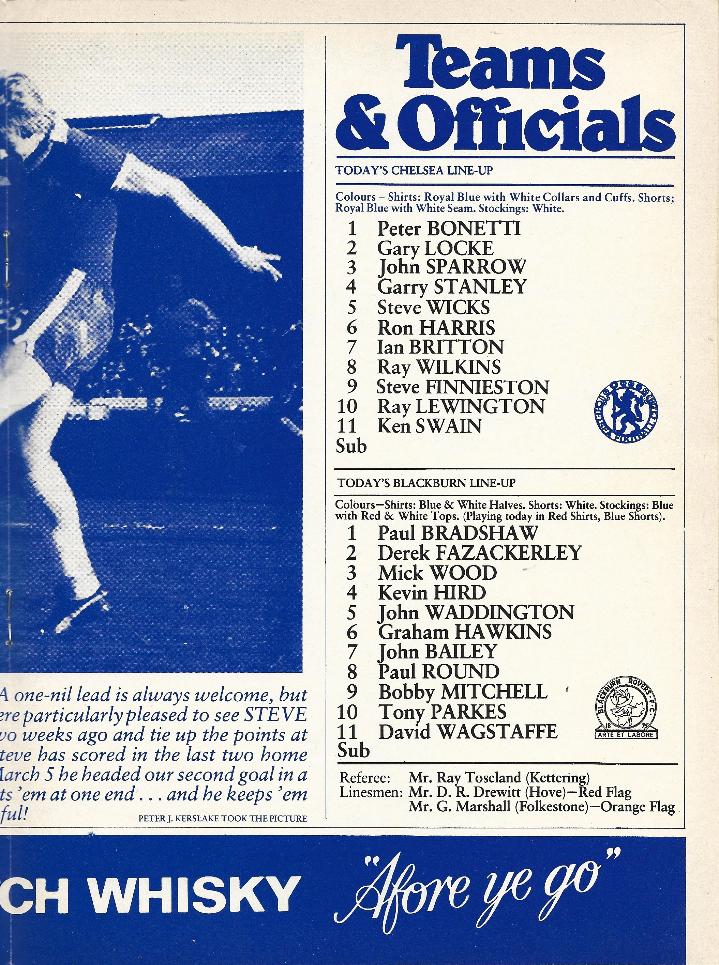 Teams
& Officials
TODAY'S CHELSEA LINE-UP
Colours – Shirts: Royal Blue with White Collars and Cuffs. Shorts;
Royal Blue with White Seam. Stockings: White.
1 Peter BONETTI
2 Gary LOCKE
3 John SPARROW
4 Garry STANLEY
5 Steve WICKS
6 Ron HARRIS
7 Ian BRITTON
8 Ray WILKINS
9 Steve FINNIESTON
10 Ray LEWINGTON
11 Ken SWAIN
Sub
TODAY'S BLACKBURN LINE-UP
Colours—Shirts: Blue & White Halves. Shorts: White. Stockings: Blue
with Red & White Tops. (Playing today in Red Shirts, Blue Shorts).
1 Paul BRADSHAW
2 Derek FAZACKERLEY
3 Mick WOOD
4 Kevin HIRD
5 John WADDINGTON
6 Graham HAWKINS
7 John BAILEY
8 Paul ROUND
9 Bobby MITCHELL
10 Tony PARKES
11 David WAGSTAFFE
Sub
BLACKBURN ROVERS F.C.
ARTE ET LABORE
Referee: Mr. Ray Toseland (Kettering)
Linesmen: Mr. D. R. Drewitt (Hove)—Red Flag
Mr. G. Marshall (Folkestone)—Orange Flag
A one-nil lead is always welcome, but
ere particularly pleased to see STEVE
vo weeks ago and tie up the points at
teve has scored in the last two home
March 5 he headed our second goal in a
ts 'em at one end . . . and he keeps 'em
ful!
PETER J. KERSLAKE TOOK THE PICTURE
CH WHISKY "Afore ye go"